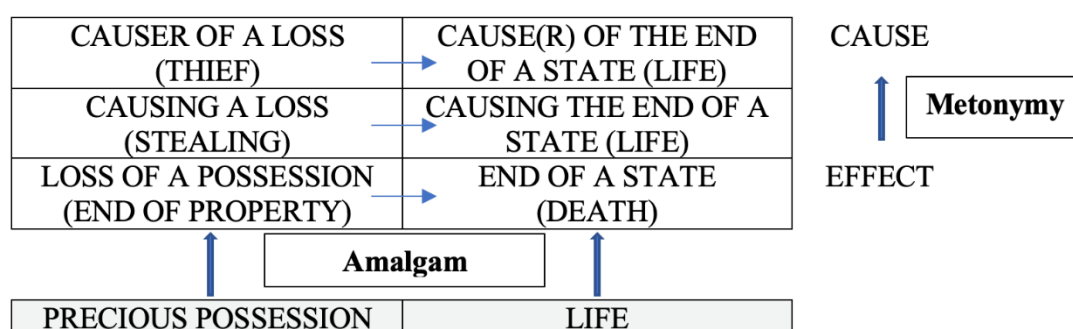 CAUSER OF A LOSS
(THIEF)
CAUSE(R) OF THE END
OF A STATE (LIFE)
CAUSE
CAUSING A LOSS
(STEALING)
CAUSING THE END OF A
STATE (LIFE)
Metonymy
LOSS OF A POSSESSION
(END OF PROPERTY)
END OF A STATE
(DEATH)
EFFECT
Amalgam
PRECIOUS POSSESSION
LIFE